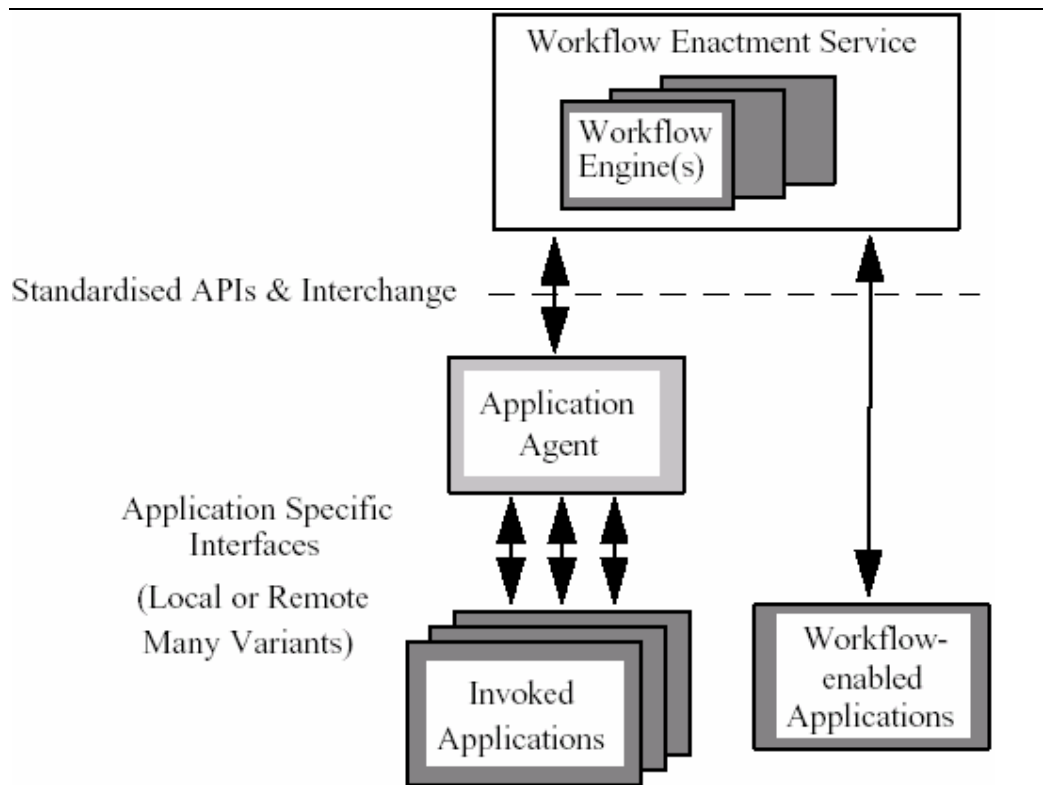 Workflow Enactment Service
Workflow
Engine(s)
Standardised APIs & Interchange
Application
Agent
Application Specific
Interfaces
(Local or Remote
Many Variants)
Invoked
Applications
Workflow-
enabled
Applications